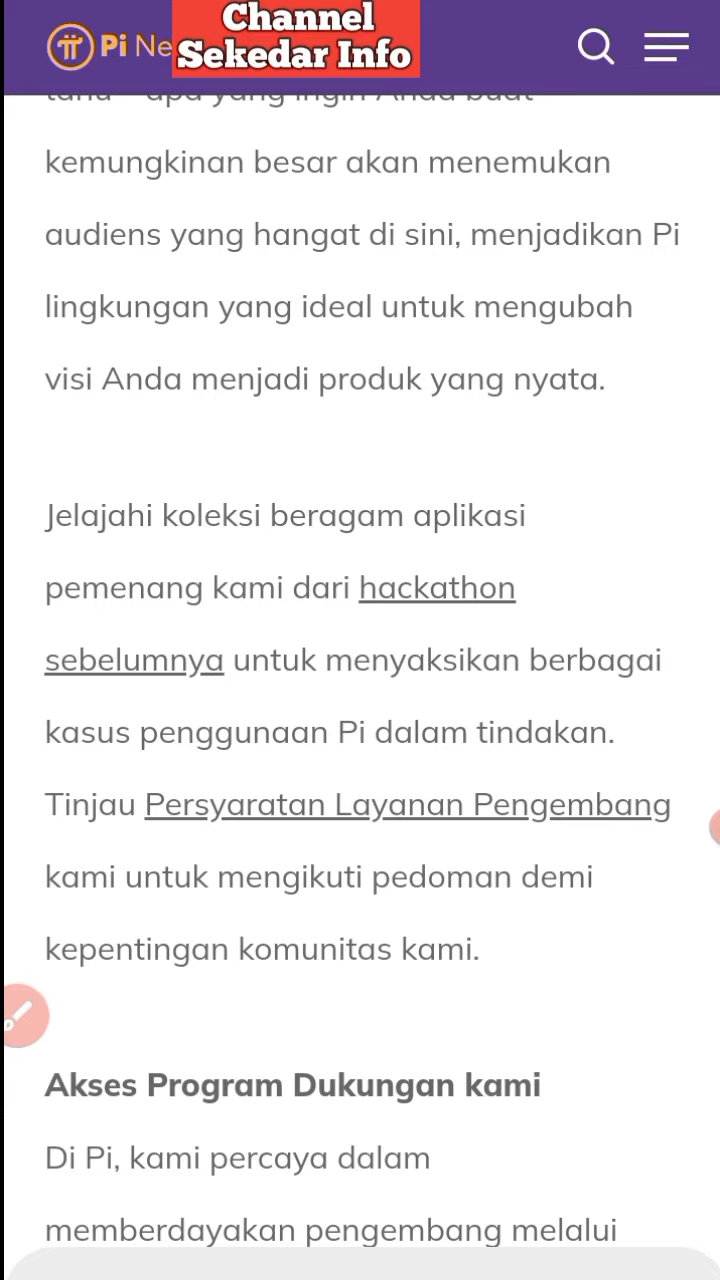 Pi Ne
Channel
Sekedar Info
kemungkinan besar akan menemukan
audiens yang hangat di sini, menjadikan Pi
lingkungan yang ideal untuk mengubah
visi Anda menjadi produk yang nyata.
Jelajahi koleksi beragam aplikasi
pemenang kami dari hackathon
sebelumnya untuk menyaksikan berbagai
kasus penggunaan Pi dalam tindakan.
Tinjau Persyaratan Layanan Pengembang
kami untuk mengikuti pedoman demi
kepentingan komunitas kami.
Akses Program Dukungan kami
Di Pi, kami percaya dalam
memberdayakan pengembang melalui